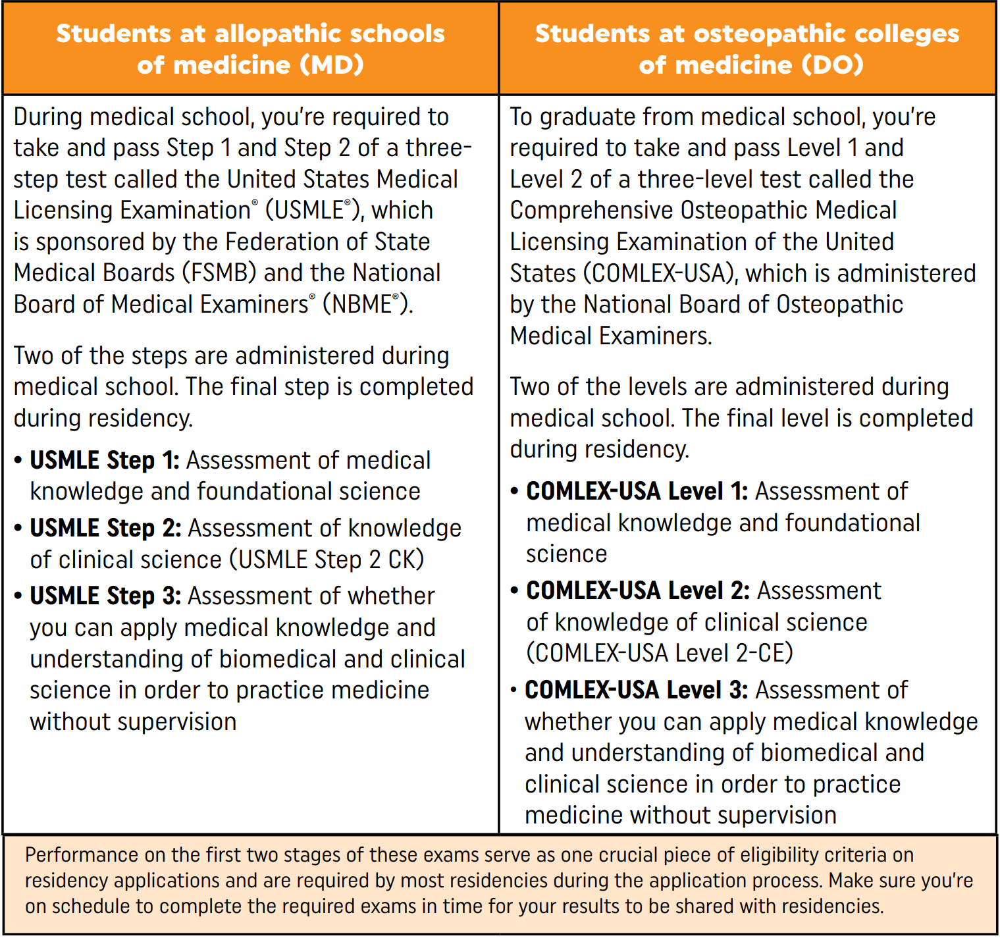 Students at allopathic schools
of medicine (MD)
During medical school, you're required to
take and pass Step 1 and Step 2 of a three-
step test called the United States Medical
Licensing Examination® (USMLE®), which
is sponsored by the Federation of State
Medical Boards (FSMB) and the National
Board of Medical Examiners® (NBME®).
Two of the steps are administered during
medical school. The final step is completed
during residency.
• USMLE Step 1: Assessment of medical
knowledge and foundational science
• USMLE Step 2: Assessment of knowledge
of clinical science (USMLE Step 2 CK)
• USMLE Step 3: Assessment of whether
you can apply medical knowledge and
understanding of biomedical and clinical
science in order to practice medicine
without supervision
Students at osteopathic colleges
of medicine (DO)
To graduate from medical school, you're
required to take and pass Level 1 and
Level 2 of a three-level test called the
Comprehensive Osteopathic Medical
Licensing Examination of the United
States (COMLEX-USA), which is administered
by the National Board of Osteopathic
Medical Examiners.
Two of the levels are administered during
medical school. The final level is completed
during residency.
• COMLEX-USA Level 1: Assessment of
medical knowledge and foundational
science
• COMLEX-USA Level 2: Assessment
of knowledge of clinical science
(COMLEX-USA Level 2-CE)
• COMLEX-USA Level 3: Assessment of
whether you can apply medical knowledge
and understanding of biomedical and
clinical science in order to practice
medicine without supervision
Performance on the first two stages of these exams serve as one crucial piece of eligibility criteria on
residency applications and are required by most residencies during the application process. Make sure you're
on schedule to complete the required exams in time for your results to be shared with residencies.